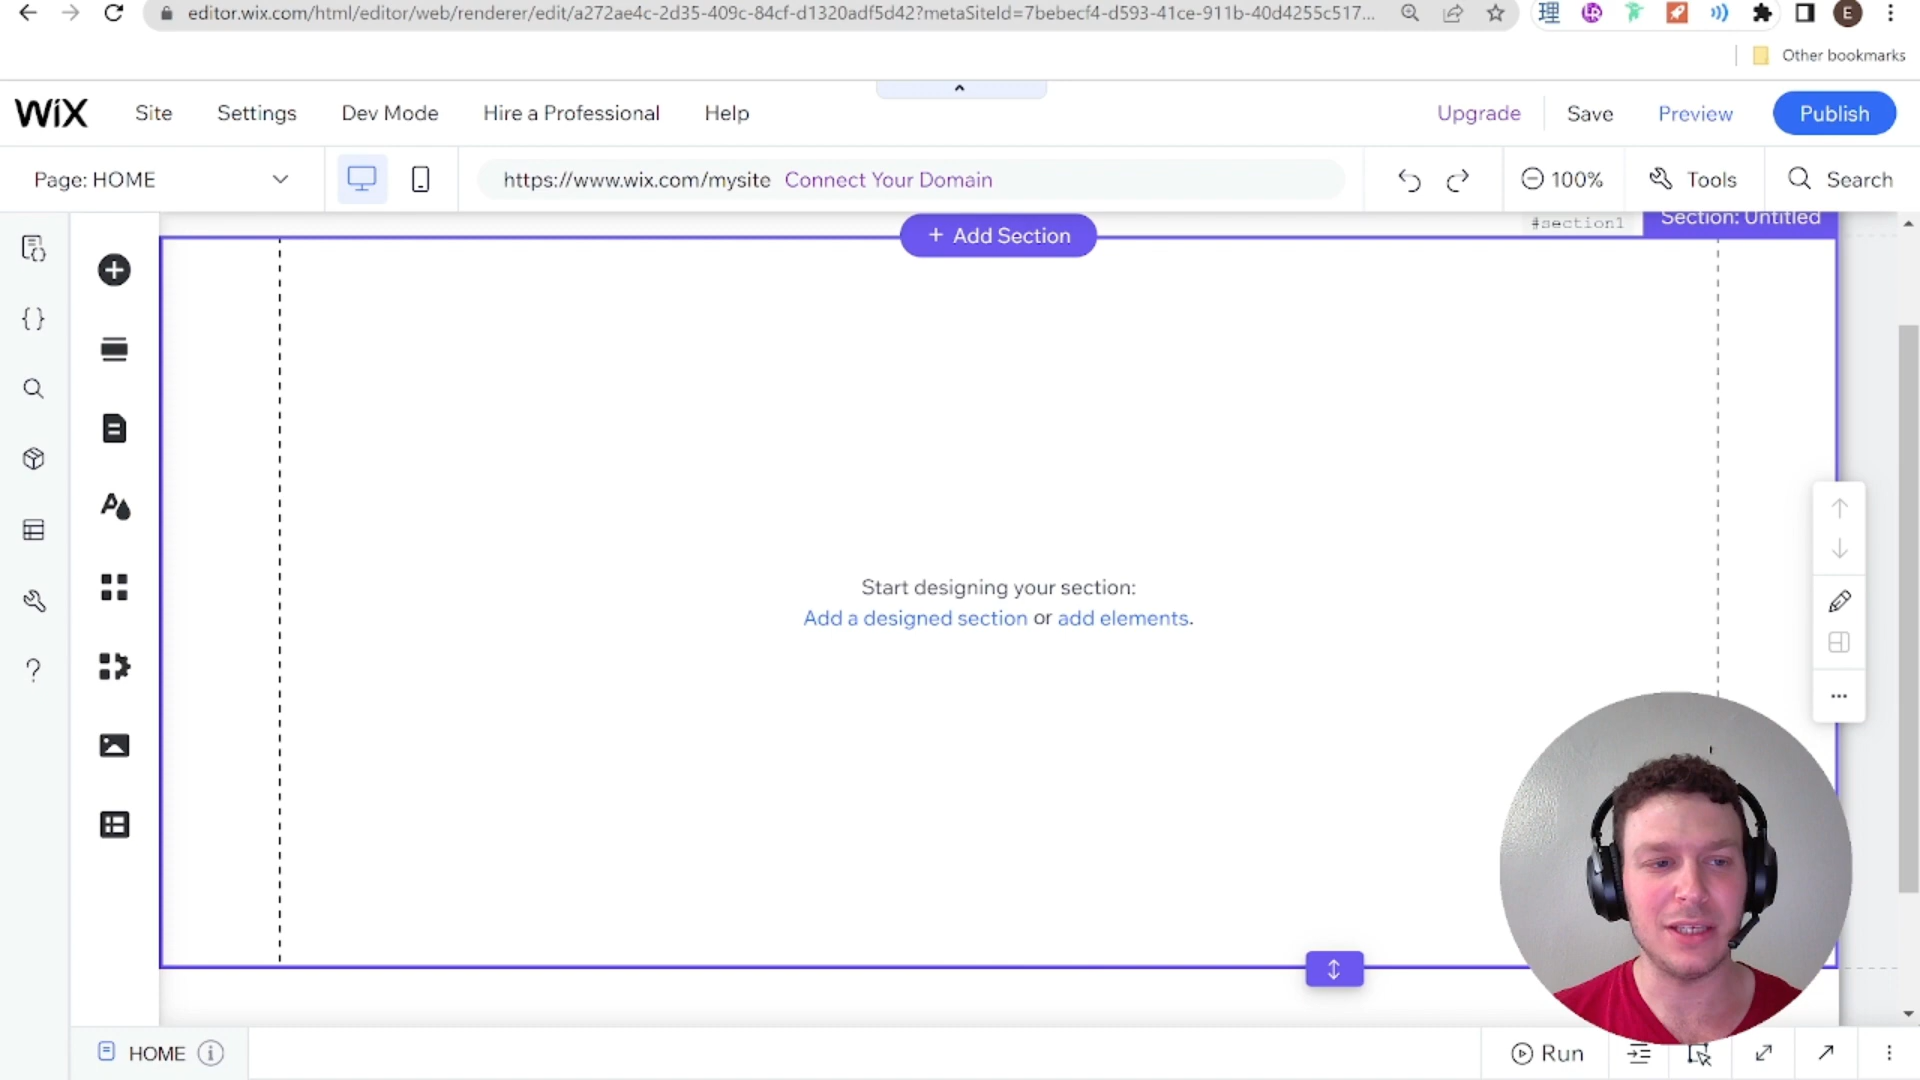 editor.wix.com/html/editor/web/renderer/edit/a272ae4c-2d35-409c-84cf-d1320adf5d42?metaSiteId=7bebecf4-d593-41ce-911b-40d4255c517...
理
E
Other bookmarks
WiX Site Settings Dev Mode Hire a Professional Help Upgrade Save Preview Publish
Page: HOME https://www.wix.com/mysite Connect Your Domain 100% Tools Search
+ Add Section #section1 Section: Untitled
Start designing your section:
Add a designed section or add elements.
HOME Run